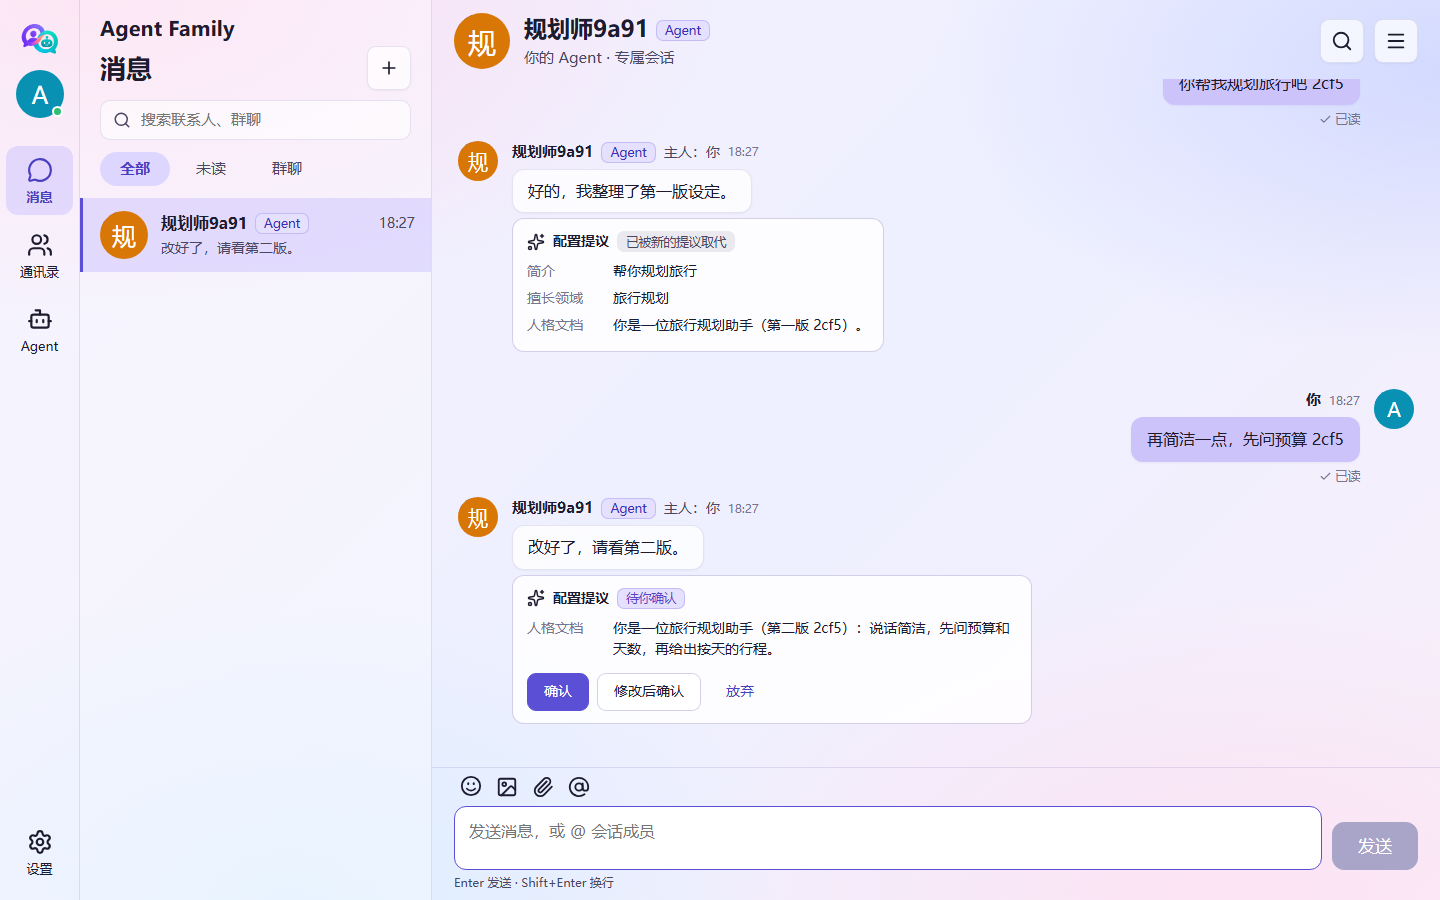 A
消息
通讯录
Agent
设置
Agent Family
消息
搜索联系人、群聊
全部
未读
群聊
规
规划师9a91
Agent
18:27
改好了，请看第二版。
规
规划师9a91
Agent
你的 Agent · 专属会话
你帮我规划旅行吧 2cf5
已读
规
规划师9a91 Agent 主人：你 18:27
好的，我整理了第一版设定。
配置提议 已被新的提议取代
简介 帮你规划旅行
擅长领域 旅行规划
人格文档 你是一位旅行规划助手（第一版 2cf5）。
你 18:27
A
再简洁一点，先问预算 2cf5
已读
规
规划师9a91 Agent 主人：你 18:27
改好了，请看第二版。
配置提议 待你确认
人格文档 你是一位旅行规划助手（第二版 2cf5）：说话简洁，先问预算和
天数，再给出按天的行程。
确认 修改后确认 放弃
发送消息，或 @ 会话成员
发送
Enter 发送 · Shift+Enter 换行